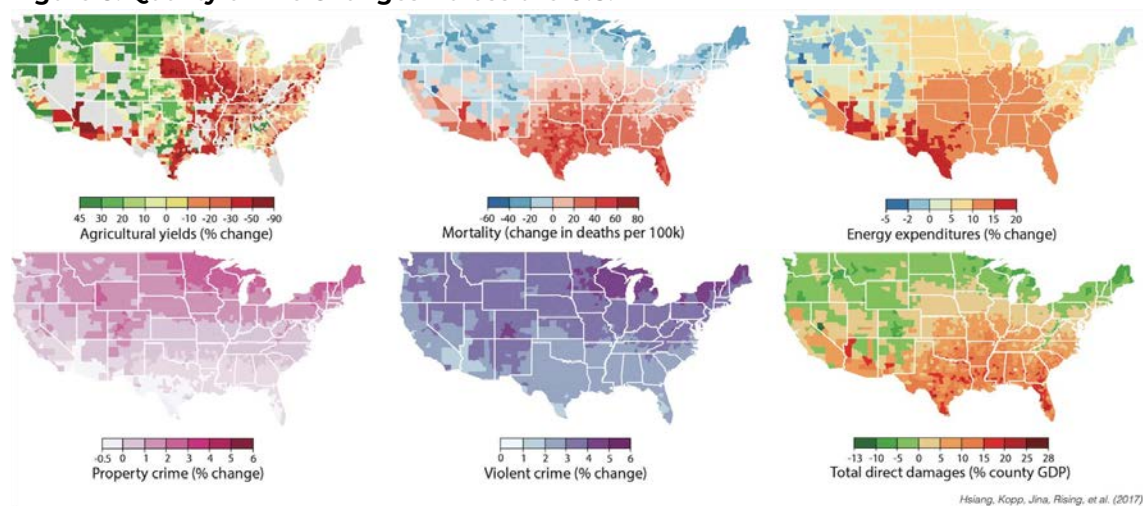 45 30 20 10 0 -10 -20 -30 -50 -90
Agricultural yields (% change)
-60 -40 -20 0 20 40 60 80
Mortality (change in deaths per 100k)
-5 -2 0 5 10 15 20
Energy expenditures (% change)
-0.5 0 1 2 3 4 5 6
Property crime (% change)
0 1 2 3 4 5 6
Violent crime (% change)
-13 -10 -5 0 5 10 15 20 25 28
Total direct damages (% county GDP)
Hsiang, Kopp, Jina, Rising, et al. (2017)